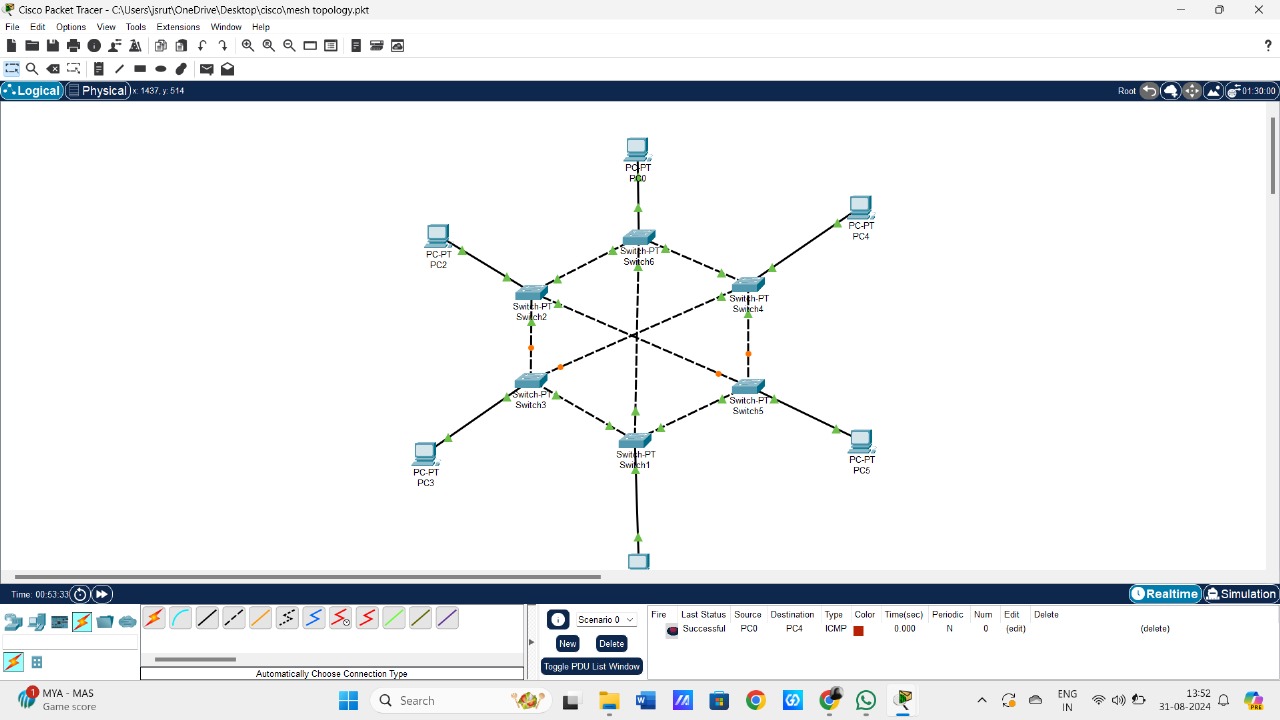 Cisco Packet Tracer - C:\Users\jsrut\OneDrive\Desktop\cisco\mesh topology.pkt
File Edit Options View Tools Extensions Window Help
?
Logical Physical x: 1437, y: 514 Root 01:30:00
PC-PT
PC0
PC-PT
PC4
PC-PT
PC2
Switch-PT
Switch6
Switch-PT
Switch4
Switch-PT
Switch2
Switch-PT
Switch3
Switch-PT
Switch5
PC-PT
PC3
Switch-PT
Switch1
PC-PT
PC5
Time: 00:53:33 Realtime Simulation
Scenario 0
New Delete
Toggle PDU List Window
Fire Last Status Source Destination Type Color Time(sec) Periodic Num Edit Delete
Successful PC0 PC4 ICMP 0.000 N 0 (edit) (delete)
Automatically Choose Connection Type
1
MYA - MAS
Game score
Search
ENG
IN
13:52
31-08-2024
PRE